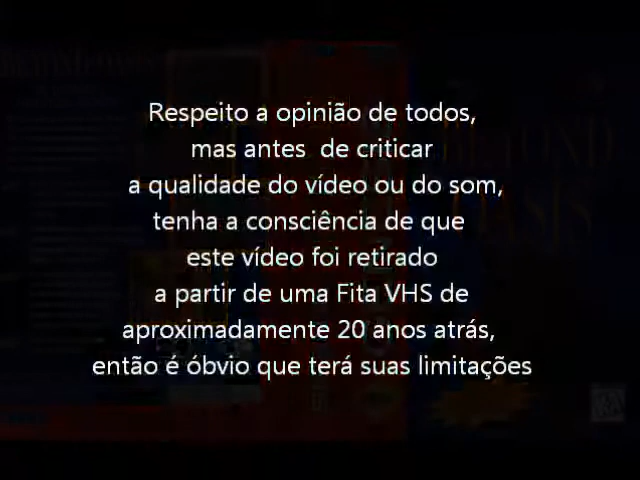 Respeito a opinião de todos,
mas antes  de criticar
a qualidade do vídeo ou do som,
tenha a consciência de que
este vídeo foi retirado
a partir de uma Fita VHS de
aproximadamente 20 anos atrás,
então é óbvio que terá suas limitações
BEYOND
OASIS